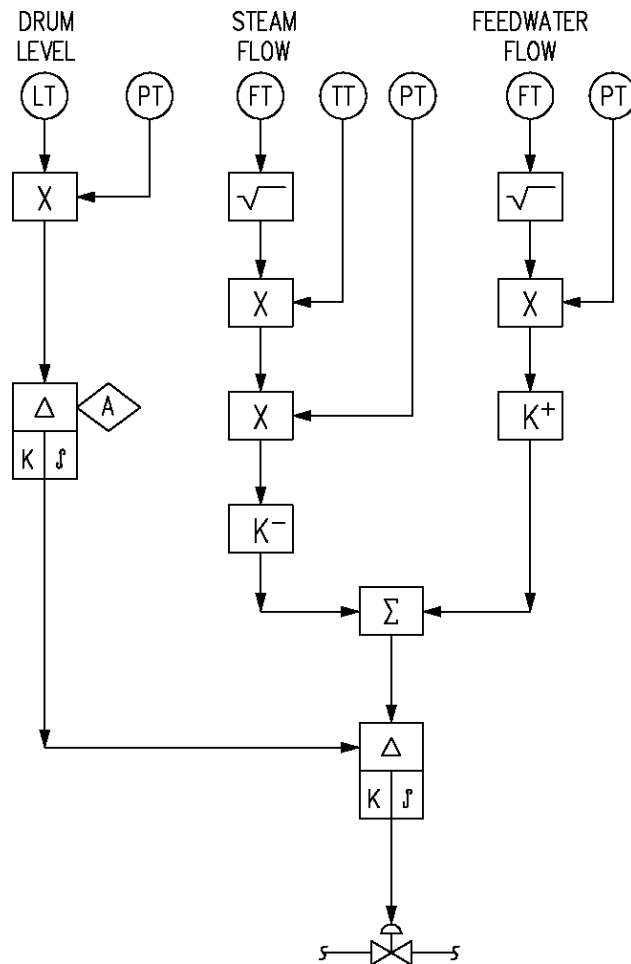 DRUM
LEVEL
STEAM
FLOW
FEEDWATER
FLOW
LT
PT
FT
TT
PT
FT
PT
X
√
√
X
X
Δ
A
K ∫
X
K+
K−
Σ
Δ
K ∫